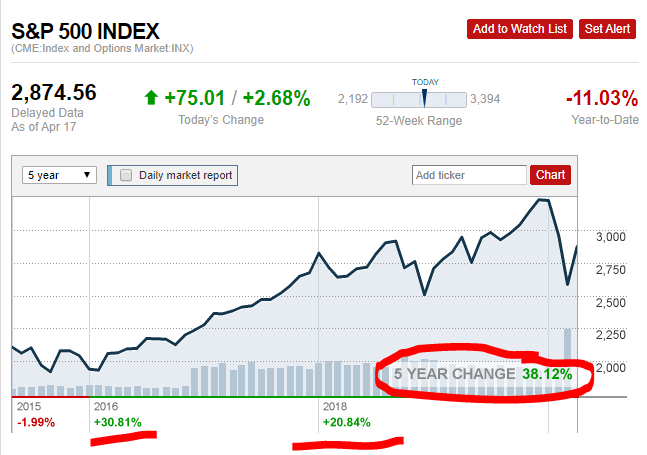 S&P 500 INDEX
(CME:Index and Options Market:INX)
Add to Watch List
Set Alert
2,874.56
Delayed Data
As of Apr 17
+75.01 / +2.68%
Today's Change
TODAY
2,192
3,394
52-Week Range
-11.03%
Year-to-Date
5 year
Daily market report
Add ticker
Chart
3,000
2,750
2,500
2,250
2,000
5 YEAR CHANGE 38.12%
2015
2016
2018
-1.99%
+30.81%
+20.84%